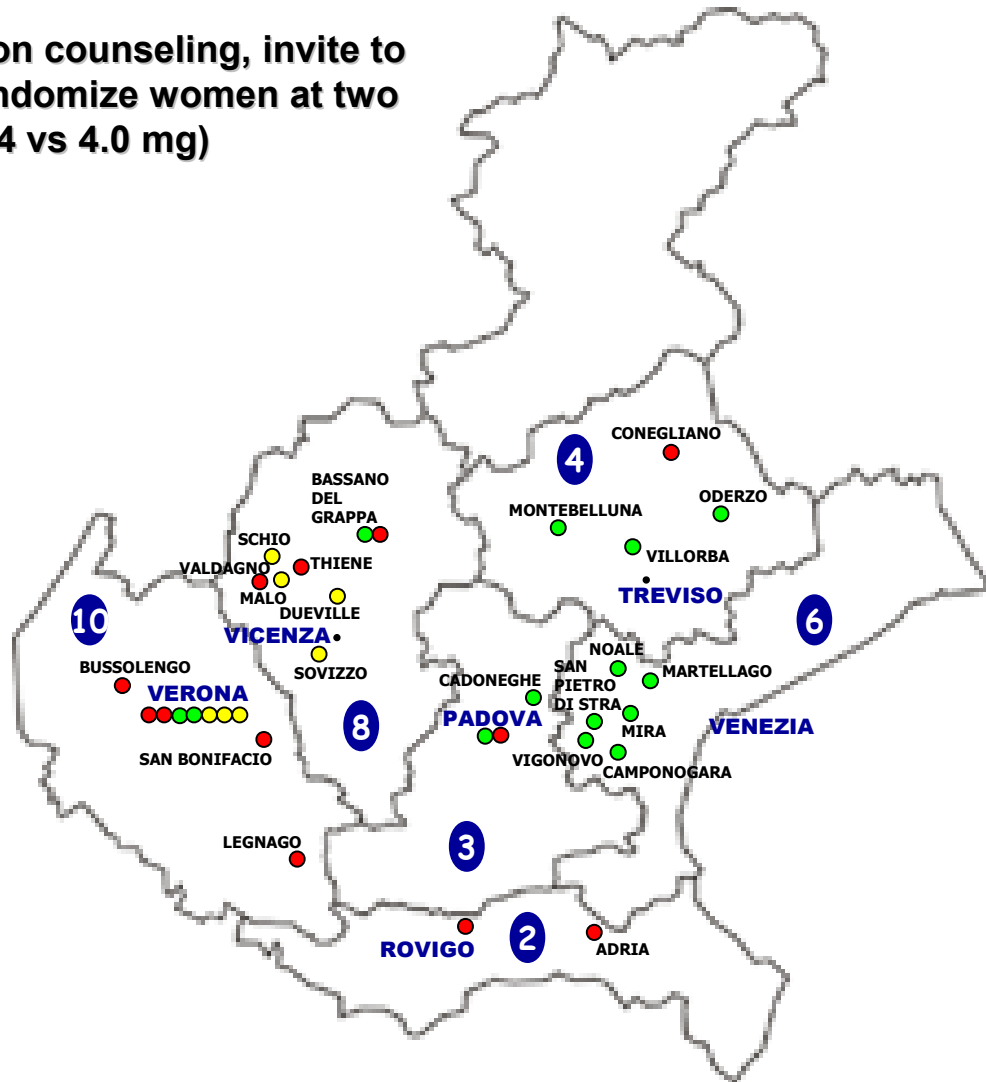 on counseling, invite to
ndomize women at two
4 vs 4.0 mg)
CONEGLIANO
4
BASSANO
DEL
GRAPPA
ODERZO
MONTEBELLUNA
SCHIO
VILLORBA
VALDAGNO
THIENE
MALO
DUEVILLE
TREVISO
10
6
VICENZA
NOALE
SOVIZZO
SAN
PIETRO
DI STRA
MARTELLAGO
BUSSOLENGO
CADONEGHE
VERONA
PADOVA
8
MIRA
VENEZIA
SAN BONIFACIO
VIGONOVO
CAMPONOGARA
LEGNAGO
3
ROVIGO
2
ADRIA